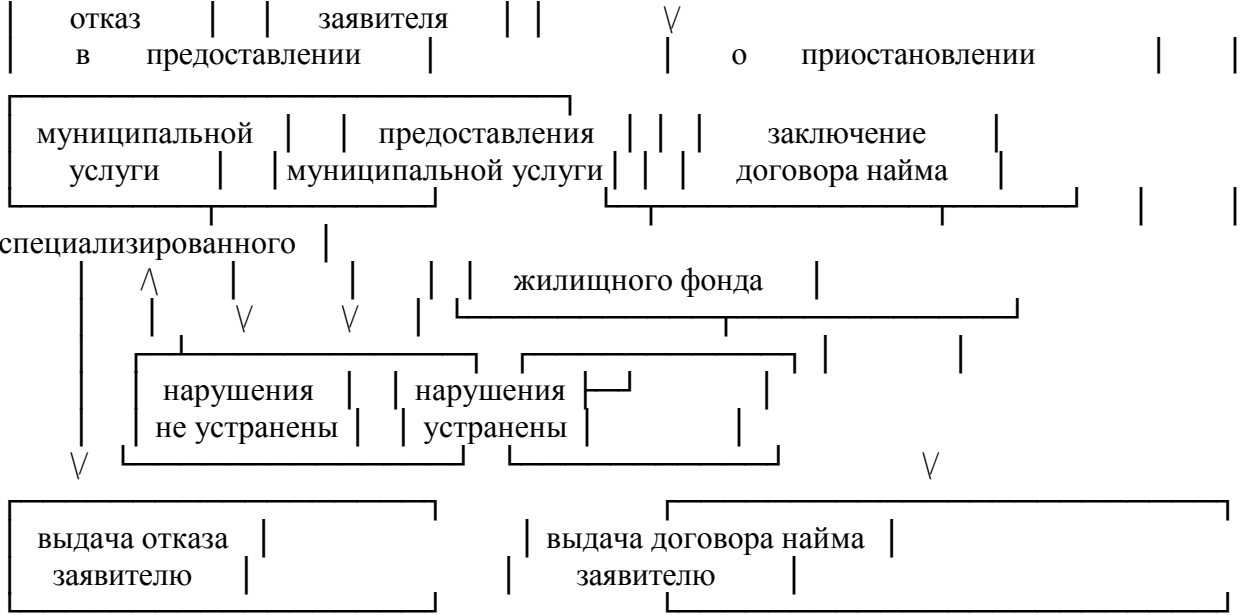 отказ заявителя
в предоставлении о приостановлении
муниципальной предоставления заключение
услуги муниципальной услуги договора найма
специализированного
жилищного фонда
нарушения нарушения
не устранены устранены
выдача отказа выдача договора найма
заявителю заявителю